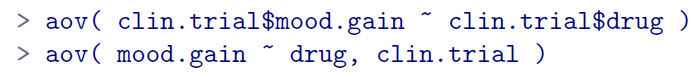 > aov( clin.trial$mood.gain ~ clin.trial$drug )
> aov( mood.gain ~ drug, clin.trial )